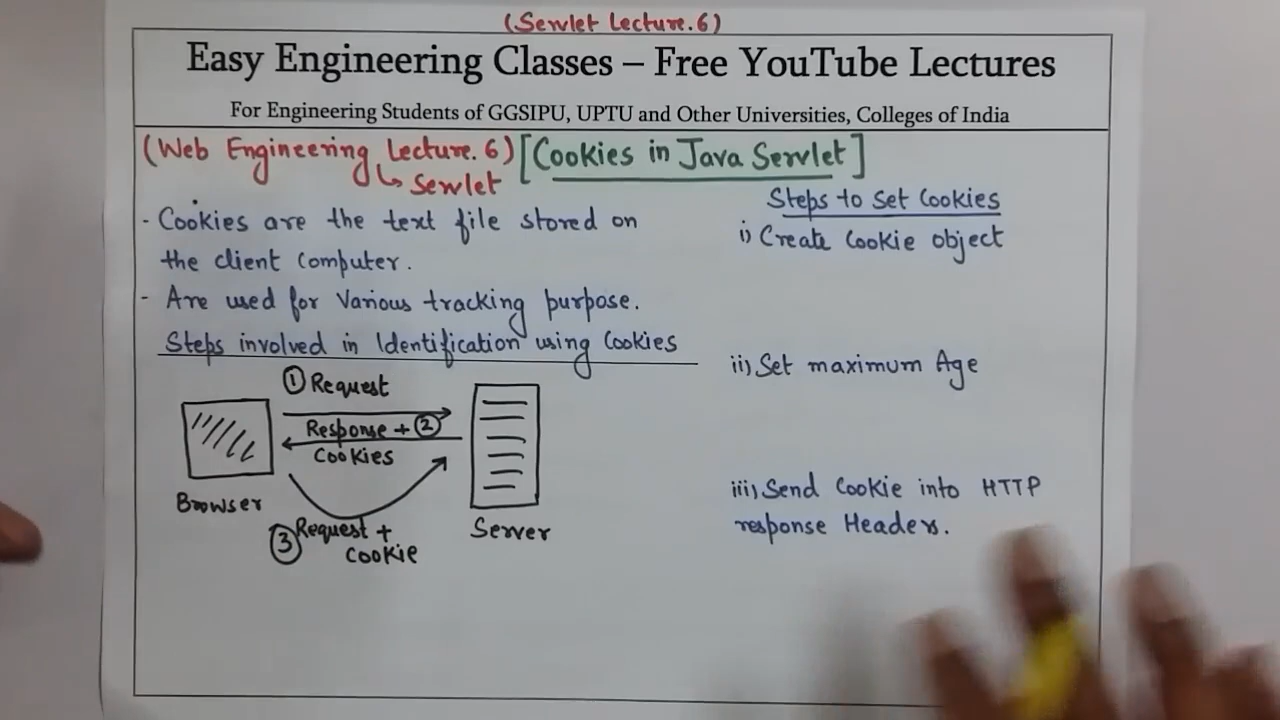 (Servlet Lecture.6)
Easy Engineering Classes – Free YouTube Lectures
For Engineering Students of GGSIPU, UPTU and Other Universities, Colleges of India
(Web Engineering Lecture.6) [Cookies in Java Servlet]
↳ Servlet
- Cookies are the text file stored on
the client Computer.
- Are used for Various tracking purpose.
Steps involved in Identification using Cookies
① Request
Response + ②
Cookies
Browser
③ Request +
Cookie
Server
Steps to set Cookies
i) Create Cookie object
ii) Set maximum Age
iii) Send Cookie into HTTP
response Headers.